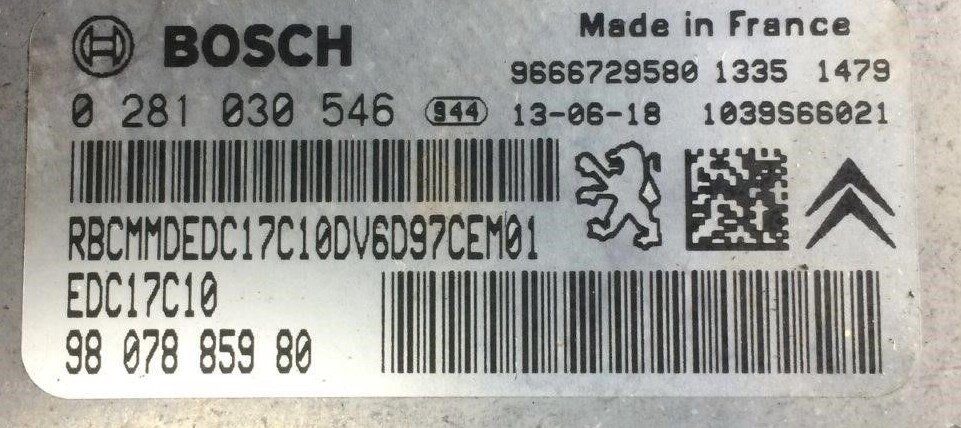 BOSCH
Made in France
9666729580 1335 1479
0 281 030 546 944 13-06-18 1039S66021
RBCMMDEDC17C10DV6D97CEM01
EDC17C10
98 078 859 80